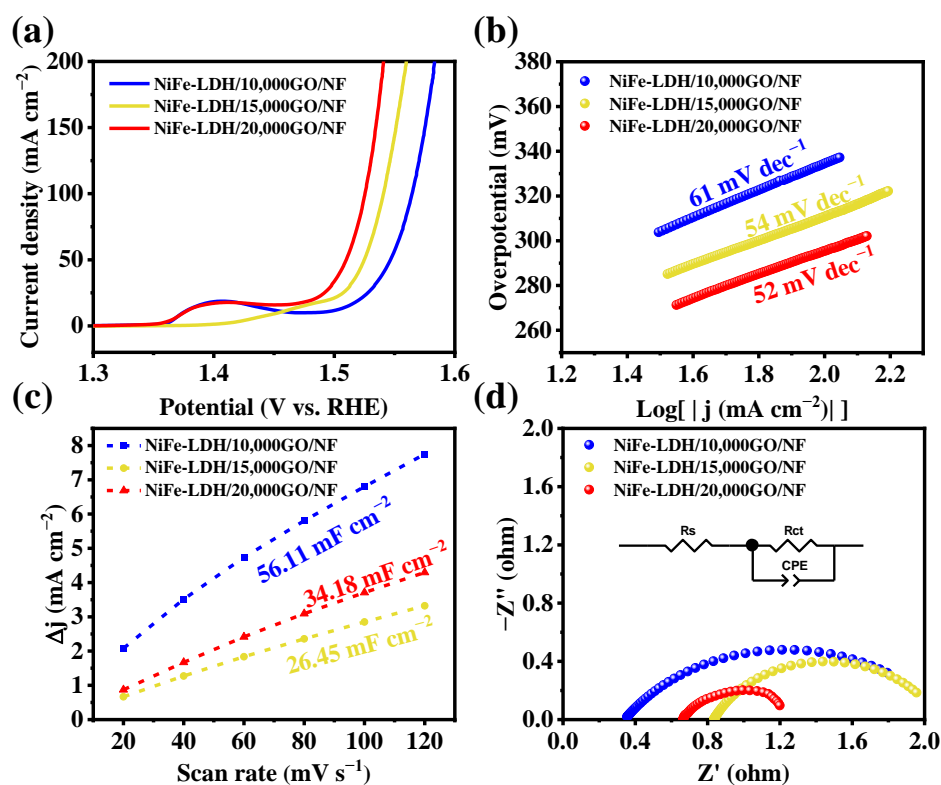 (a)
200
150
100
50
0
Current density (mA cm⁻²)
NiFe-LDH/10,000GO/NF
NiFe-LDH/15,000GO/NF
NiFe-LDH/20,000GO/NF
1.3 1.4 1.5 1.6
Potential (V vs. RHE)
(b)
380
360
340
320
300
280
260
Overpotential (mV)
NiFe-LDH/10,000GO/NF
NiFe-LDH/15,000GO/NF
NiFe-LDH/20,000GO/NF
61 mV dec⁻¹
54 mV dec⁻¹
52 mV dec⁻¹
1.2 1.4 1.6 1.8 2.0 2.2
Log[ | j (mA cm⁻²)| ]
(c)
8
7
6
5
4
3
2
1
0
Δj (mA cm⁻²)
NiFe-LDH/10,000GO/NF
NiFe-LDH/15,000GO/NF
NiFe-LDH/20,000GO/NF
56.11 mF cm⁻²
34.18 mF cm⁻²
26.45 mF cm⁻²
20 40 60 80 100 120
Scan rate (mV s⁻¹)
(d)
2.0
1.6
1.2
0.8
0.4
0.0
−Z'' (ohm)
NiFe-LDH/10,000GO/NF
NiFe-LDH/15,000GO/NF
NiFe-LDH/20,000GO/NF
Rs Rct
CPE
0.0 0.4 0.8 1.2 1.6 2.0
Z' (ohm)